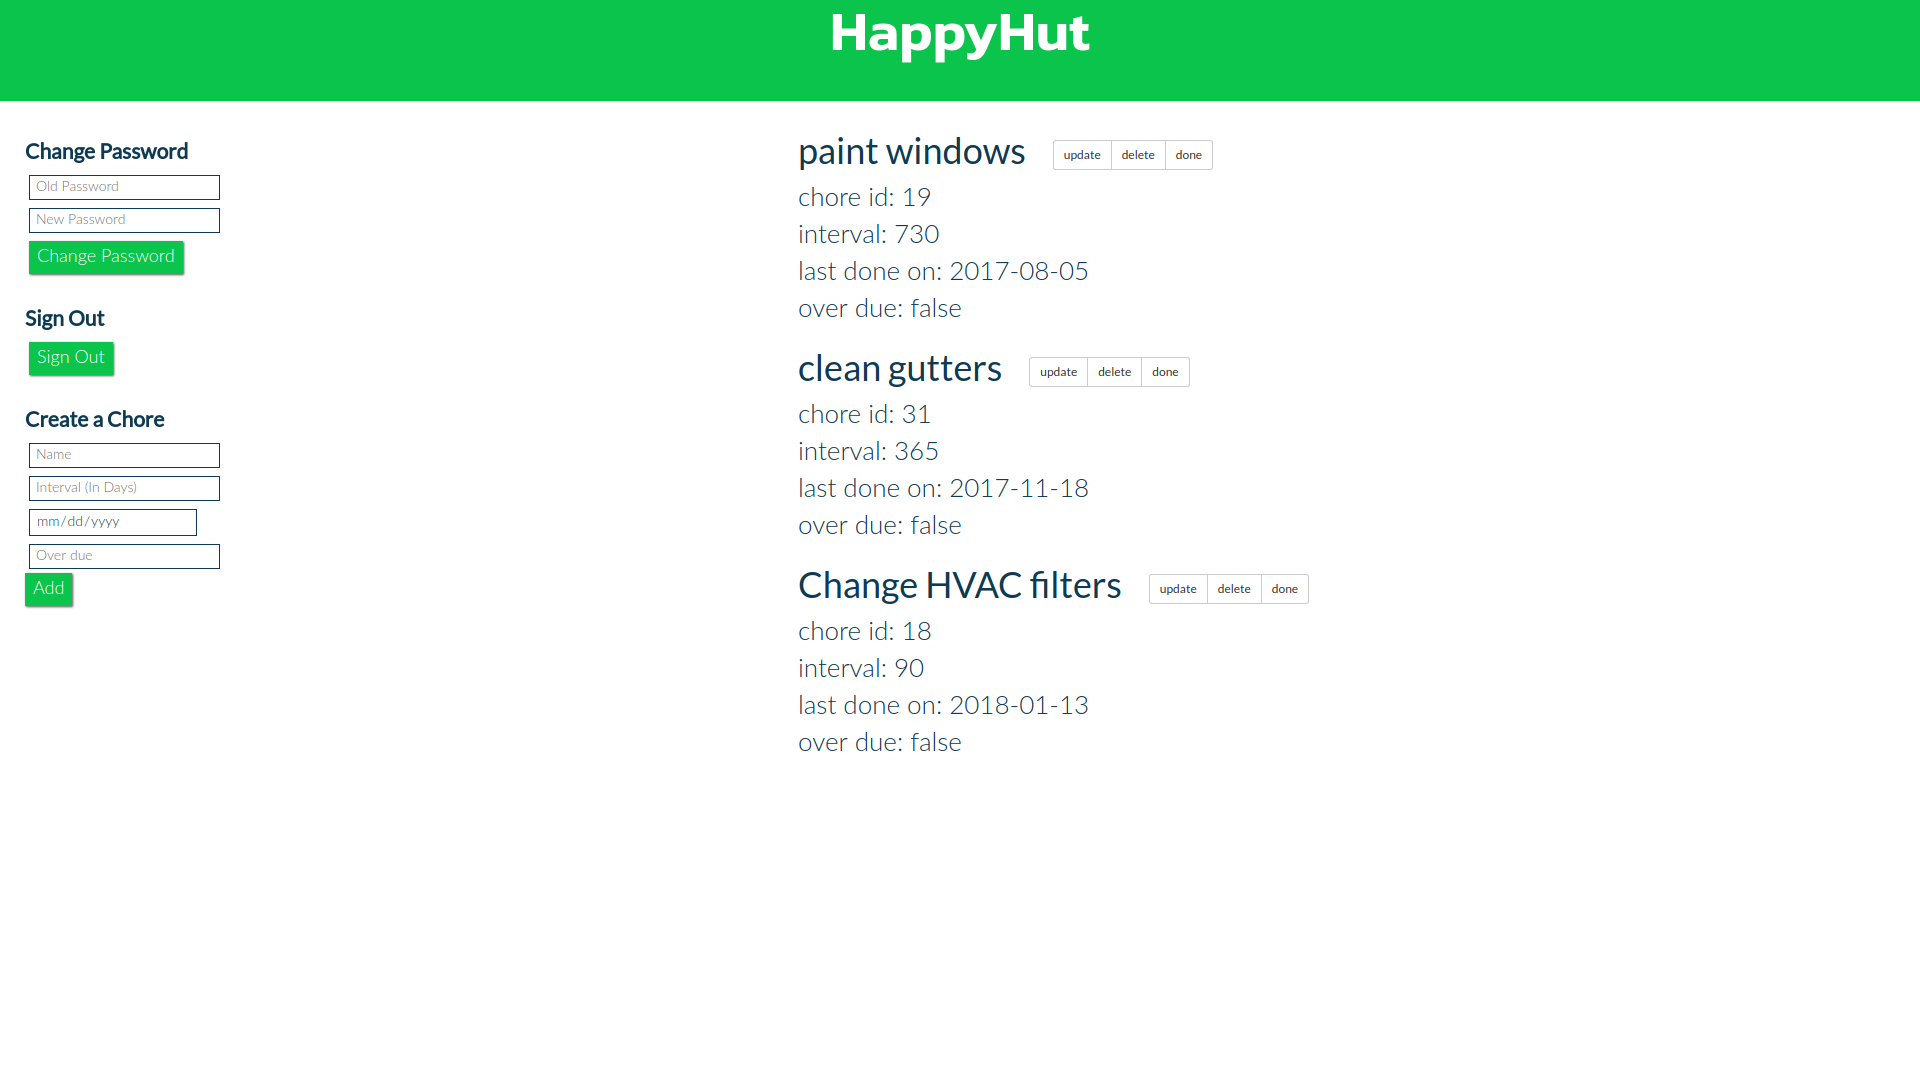 HappyHut
Change Password
Old Password
New Password
Change Password
Sign Out
Sign Out
Create a Chore
Name
Interval (In Days)
mm/dd/yyyy
Over due
Add
paint windows update delete done
chore id: 19
interval: 730
last done on: 2017-08-05
over due: false
clean gutters update delete done
chore id: 31
interval: 365
last done on: 2017-11-18
over due: false
Change HVAC filters update delete done
chore id: 18
interval: 90
last done on: 2018-01-13
over due: false